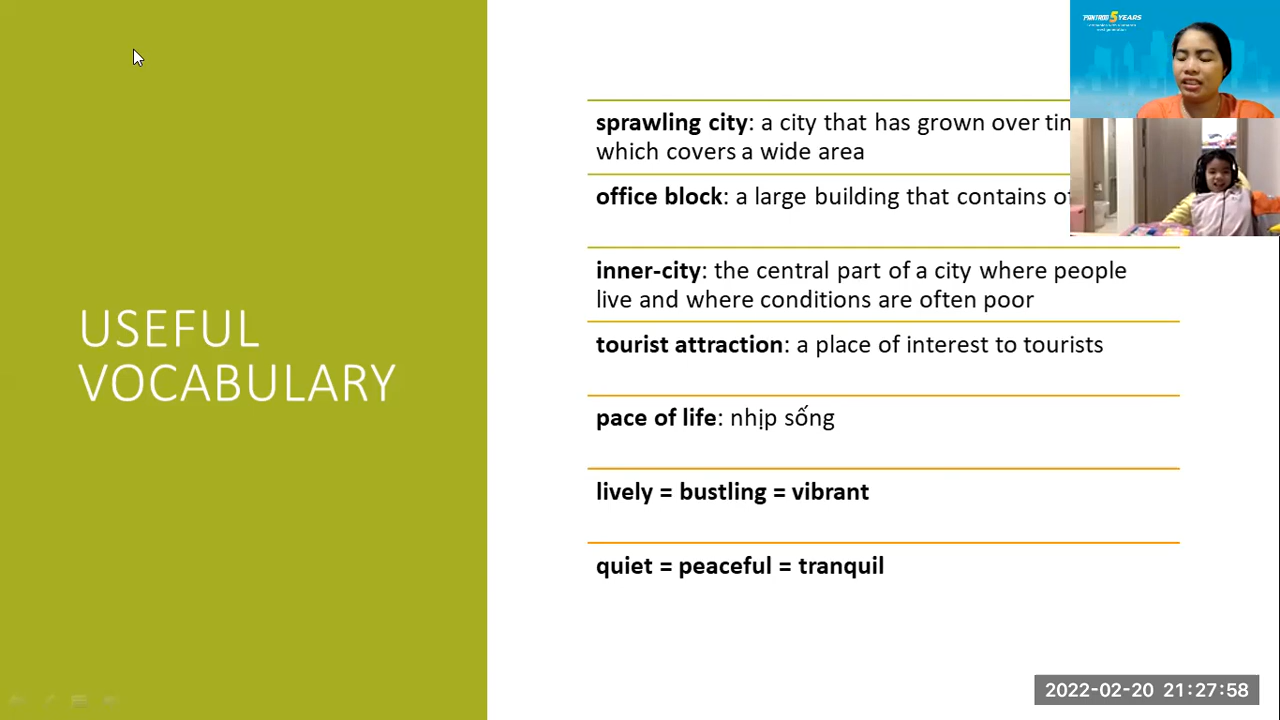 USEFUL
VOCABULARY
sprawling city: a city that has grown over
which covers a wide area
office block: a large building that contains
inner-city: the central part of a city where people
live and where conditions are often poor
tourist attraction: a place of interest to tourists
pace of life: nhịp sống
lively = bustling = vibrant
quiet = peaceful = tranquil
5 YEARS
2022-02-20 21:27:58